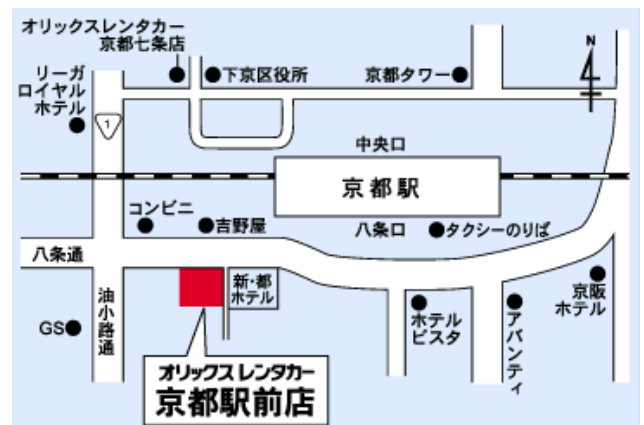 オリックスレンタカー
京都七条店
リーガ
ロイヤル
ホテル
下京区役所
京都タワー
N
1
中央口
京都駅
コンビニ
吉野屋
八条口
タクシーのりば
八条通
新・都
ホテル
油小路通
GS
ホテル
ビスタ
アバンティ
京阪
ホテル
オリックス レンタカー
京都駅前店